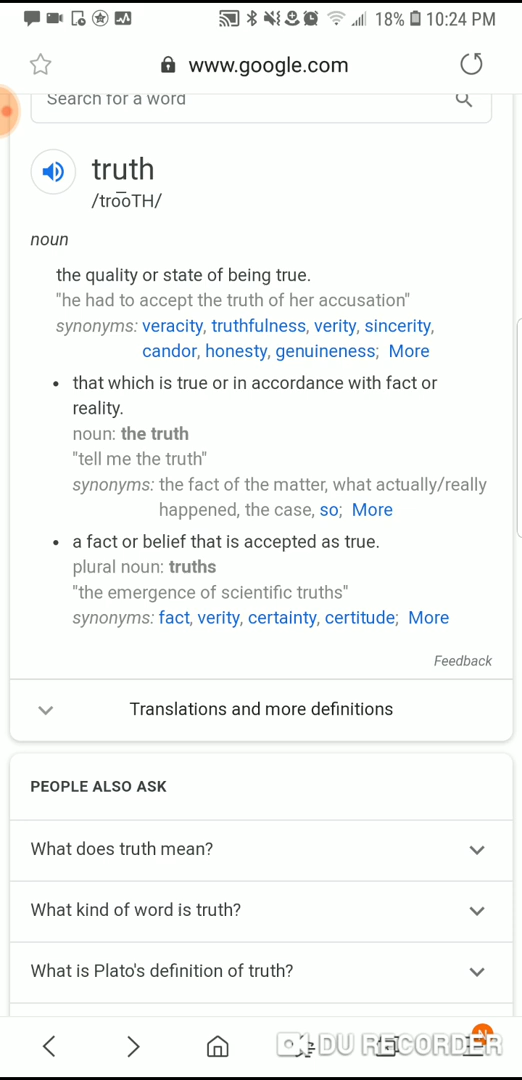 18% 10:24 PM
www.google.com
Search for a word
truth
/tro͞oTH/
noun
the quality or state of being true.
"he had to accept the truth of her accusation"
synonyms: veracity, truthfulness, verity, sincerity,
candor, honesty, genuineness; More
• that which is true or in accordance with fact or
reality.
noun: the truth
"tell me the truth"
synonyms: the fact of the matter, what actually/really
happened, the case, so; More
• a fact or belief that is accepted as true.
plural noun: truths
"the emergence of scientific truths"
synonyms: fact, verity, certainty, certitude; More
Feedback
Translations and more definitions
PEOPLE ALSO ASK
What does truth mean?
What kind of word is truth?
What is Plato's definition of truth?
N
DU RECORDER